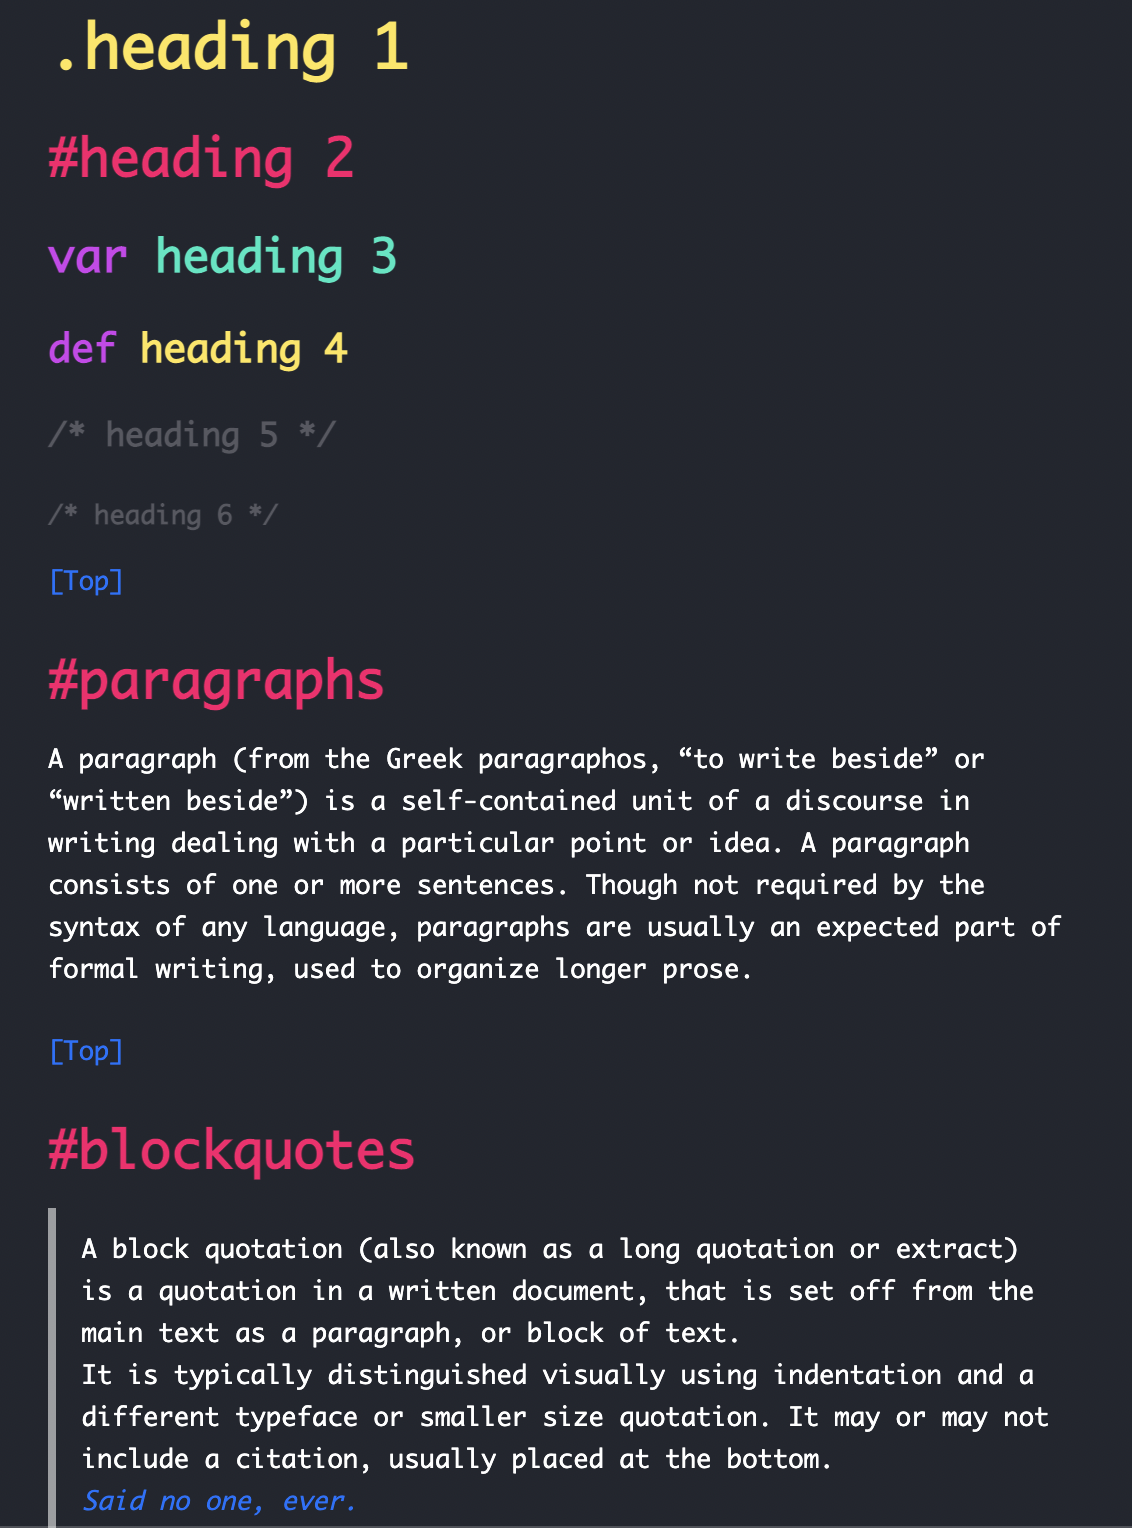 .heading 1
#heading 2
var heading 3
def heading 4
/* heading 5 */
/* heading 6 */
[Top]
#paragraphs
A paragraph (from the Greek paragraphos, “to write beside” or
“written beside”) is a self-contained unit of a discourse in
writing dealing with a particular point or idea. A paragraph
consists of one or more sentences. Though not required by the
syntax of any language, paragraphs are usually an expected part of
formal writing, used to organize longer prose.
[Top]
#blockquotes
A block quotation (also known as a long quotation or extract)
is a quotation in a written document, that is set off from the
main text as a paragraph, or block of text.
It is typically distinguished visually using indentation and a
different typeface or smaller size quotation. It may or may not
include a citation, usually placed at the bottom.
Said no one, ever.